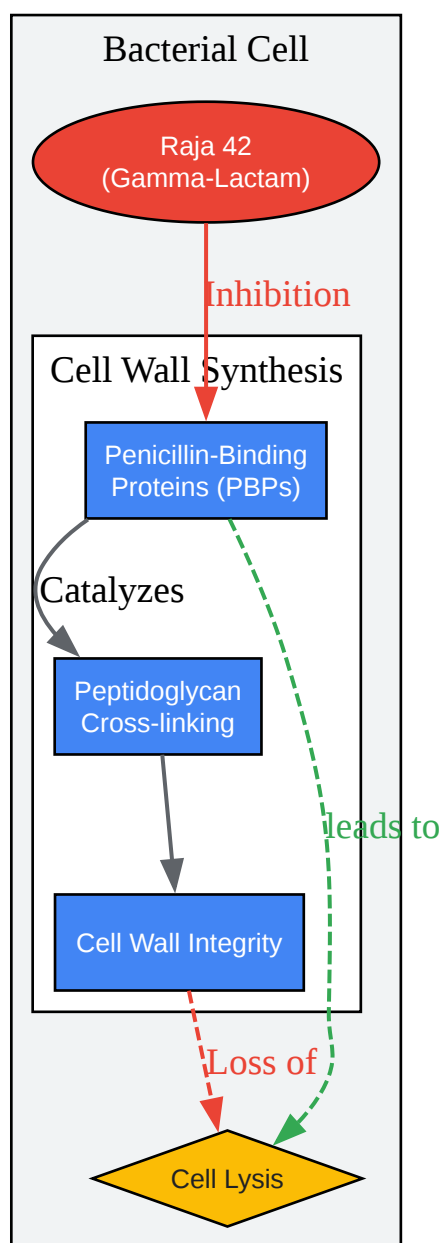 Bacterial Cell
Raja 42
(Gamma-Lactam)
Inhibition
Cell Wall Synthesis
Penicillin-Binding
Proteins (PBPs)
Catalyzes
Peptidoglycan
Cross-linking
leads to
Cell Wall Integrity
Loss of
Cell Lysis